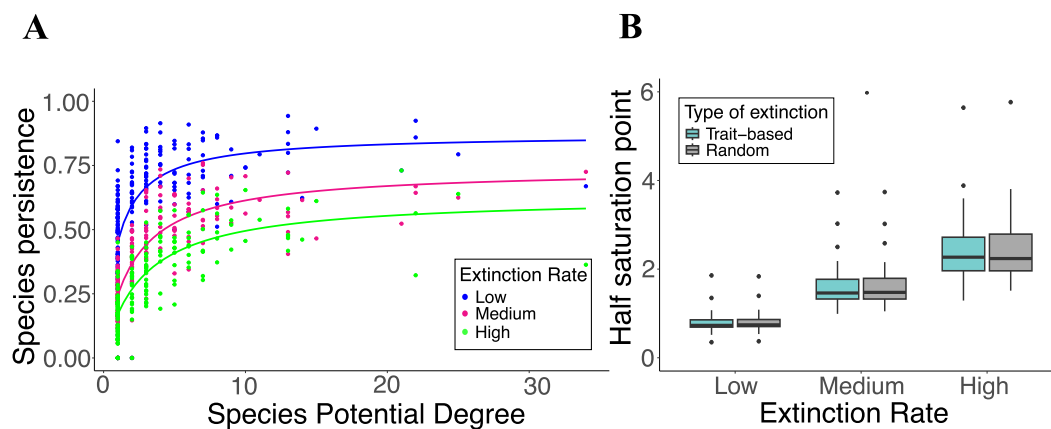 A
Species persistence
1.00
0.75
0.50
0.25
0.00
0
10
20
30
Species Potential Degree
Extinction Rate
Low
Medium
High
B
Half saturation point
6
4
2
0
Type of extinction
Trait−based
Random
Low
Medium
High
Extinction Rate